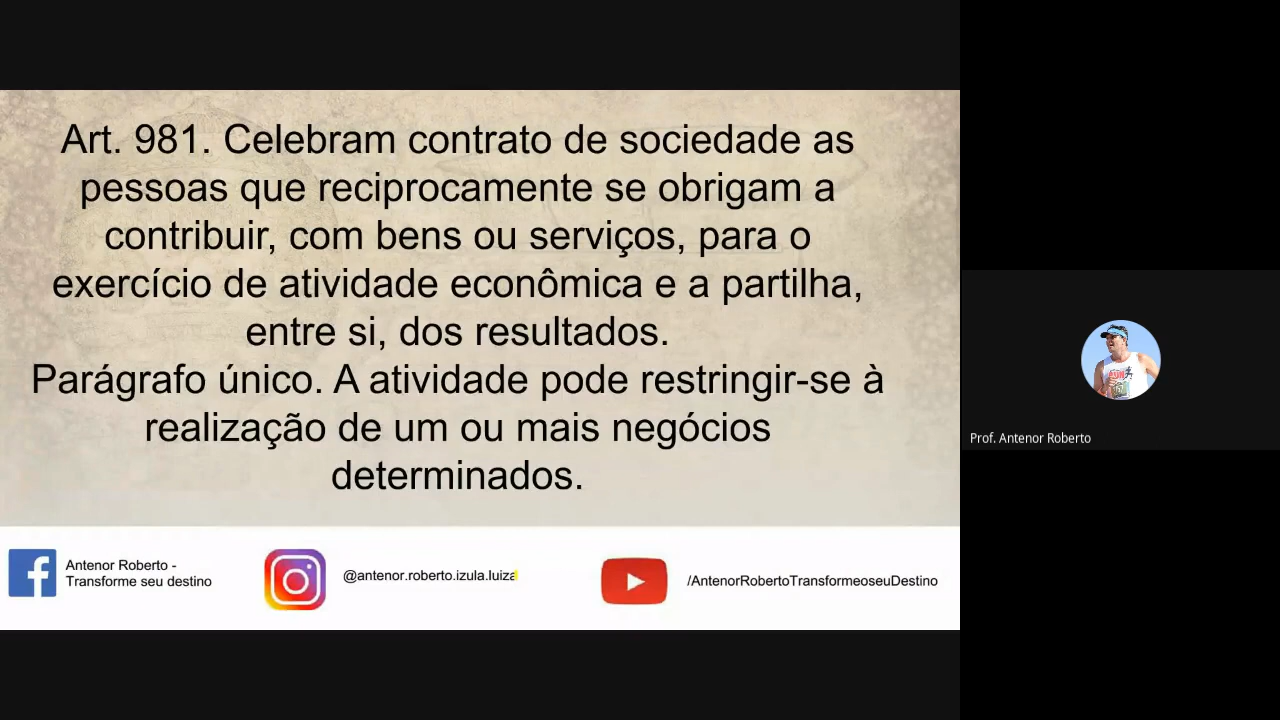 Art. 981. Celebram contrato de sociedade as
pessoas que reciprocamente se obrigam a
contribuir, com bens ou serviços, para o
exercício de atividade econômica e a partilha,
entre si, dos resultados.
Parágrafo único. A atividade pode restringir-se à
realização de um ou mais negócios
determinados.
Antenor Roberto -
Transforme seu destino
@antenor.roberto.izula.luiza
/AntenorRobertoTransformeoseuDestino
Prof. Antenor Roberto